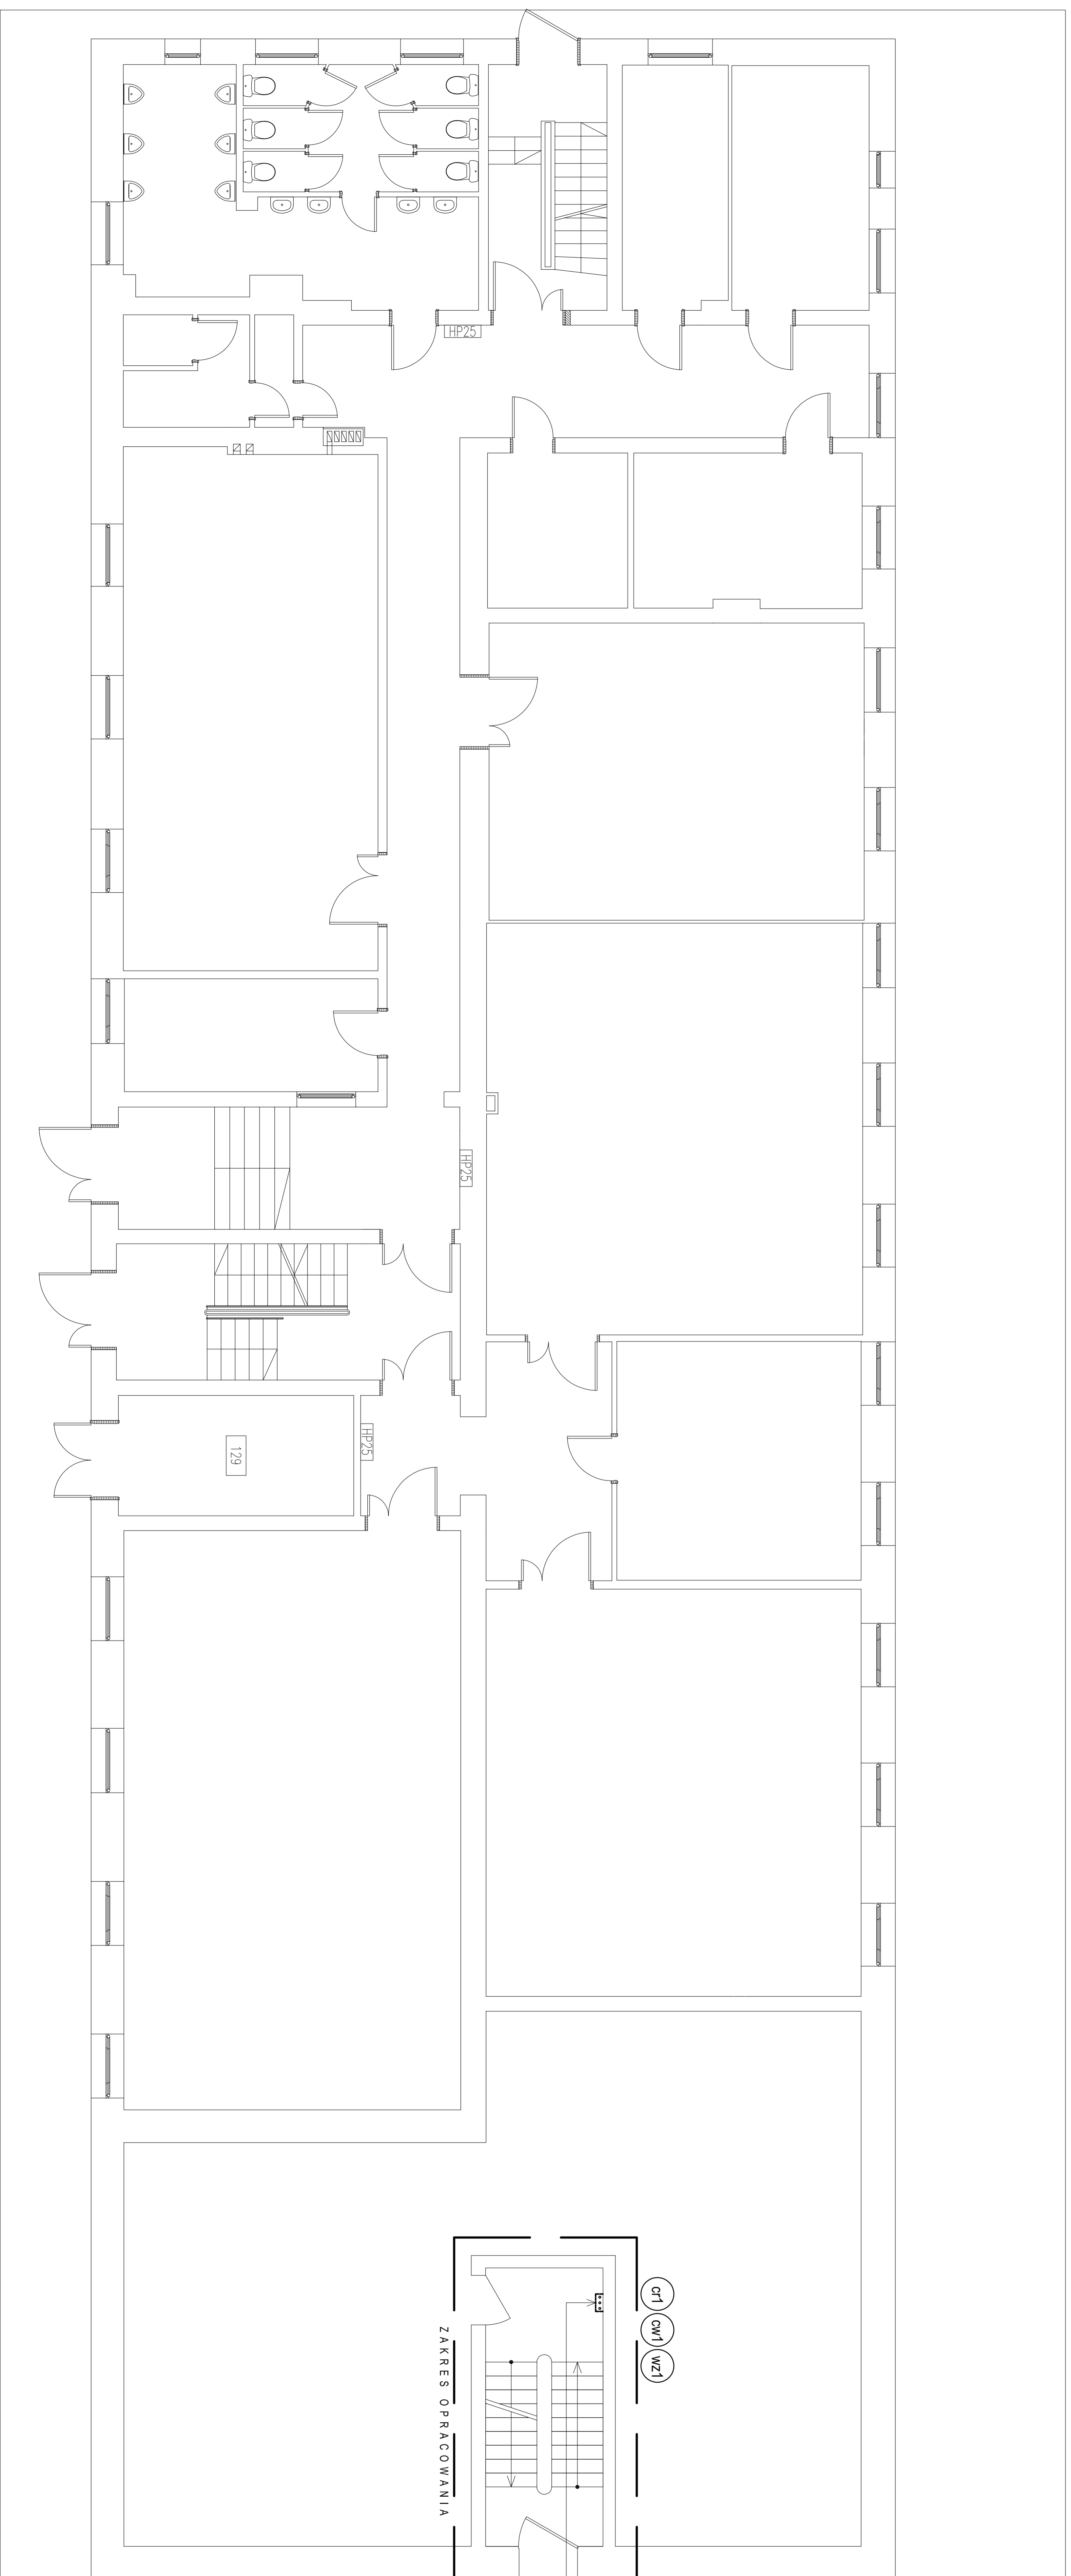 HP25
HP25
HP25
129
cr1
cw1
wz1
ZAKRES OPRACOWANIA